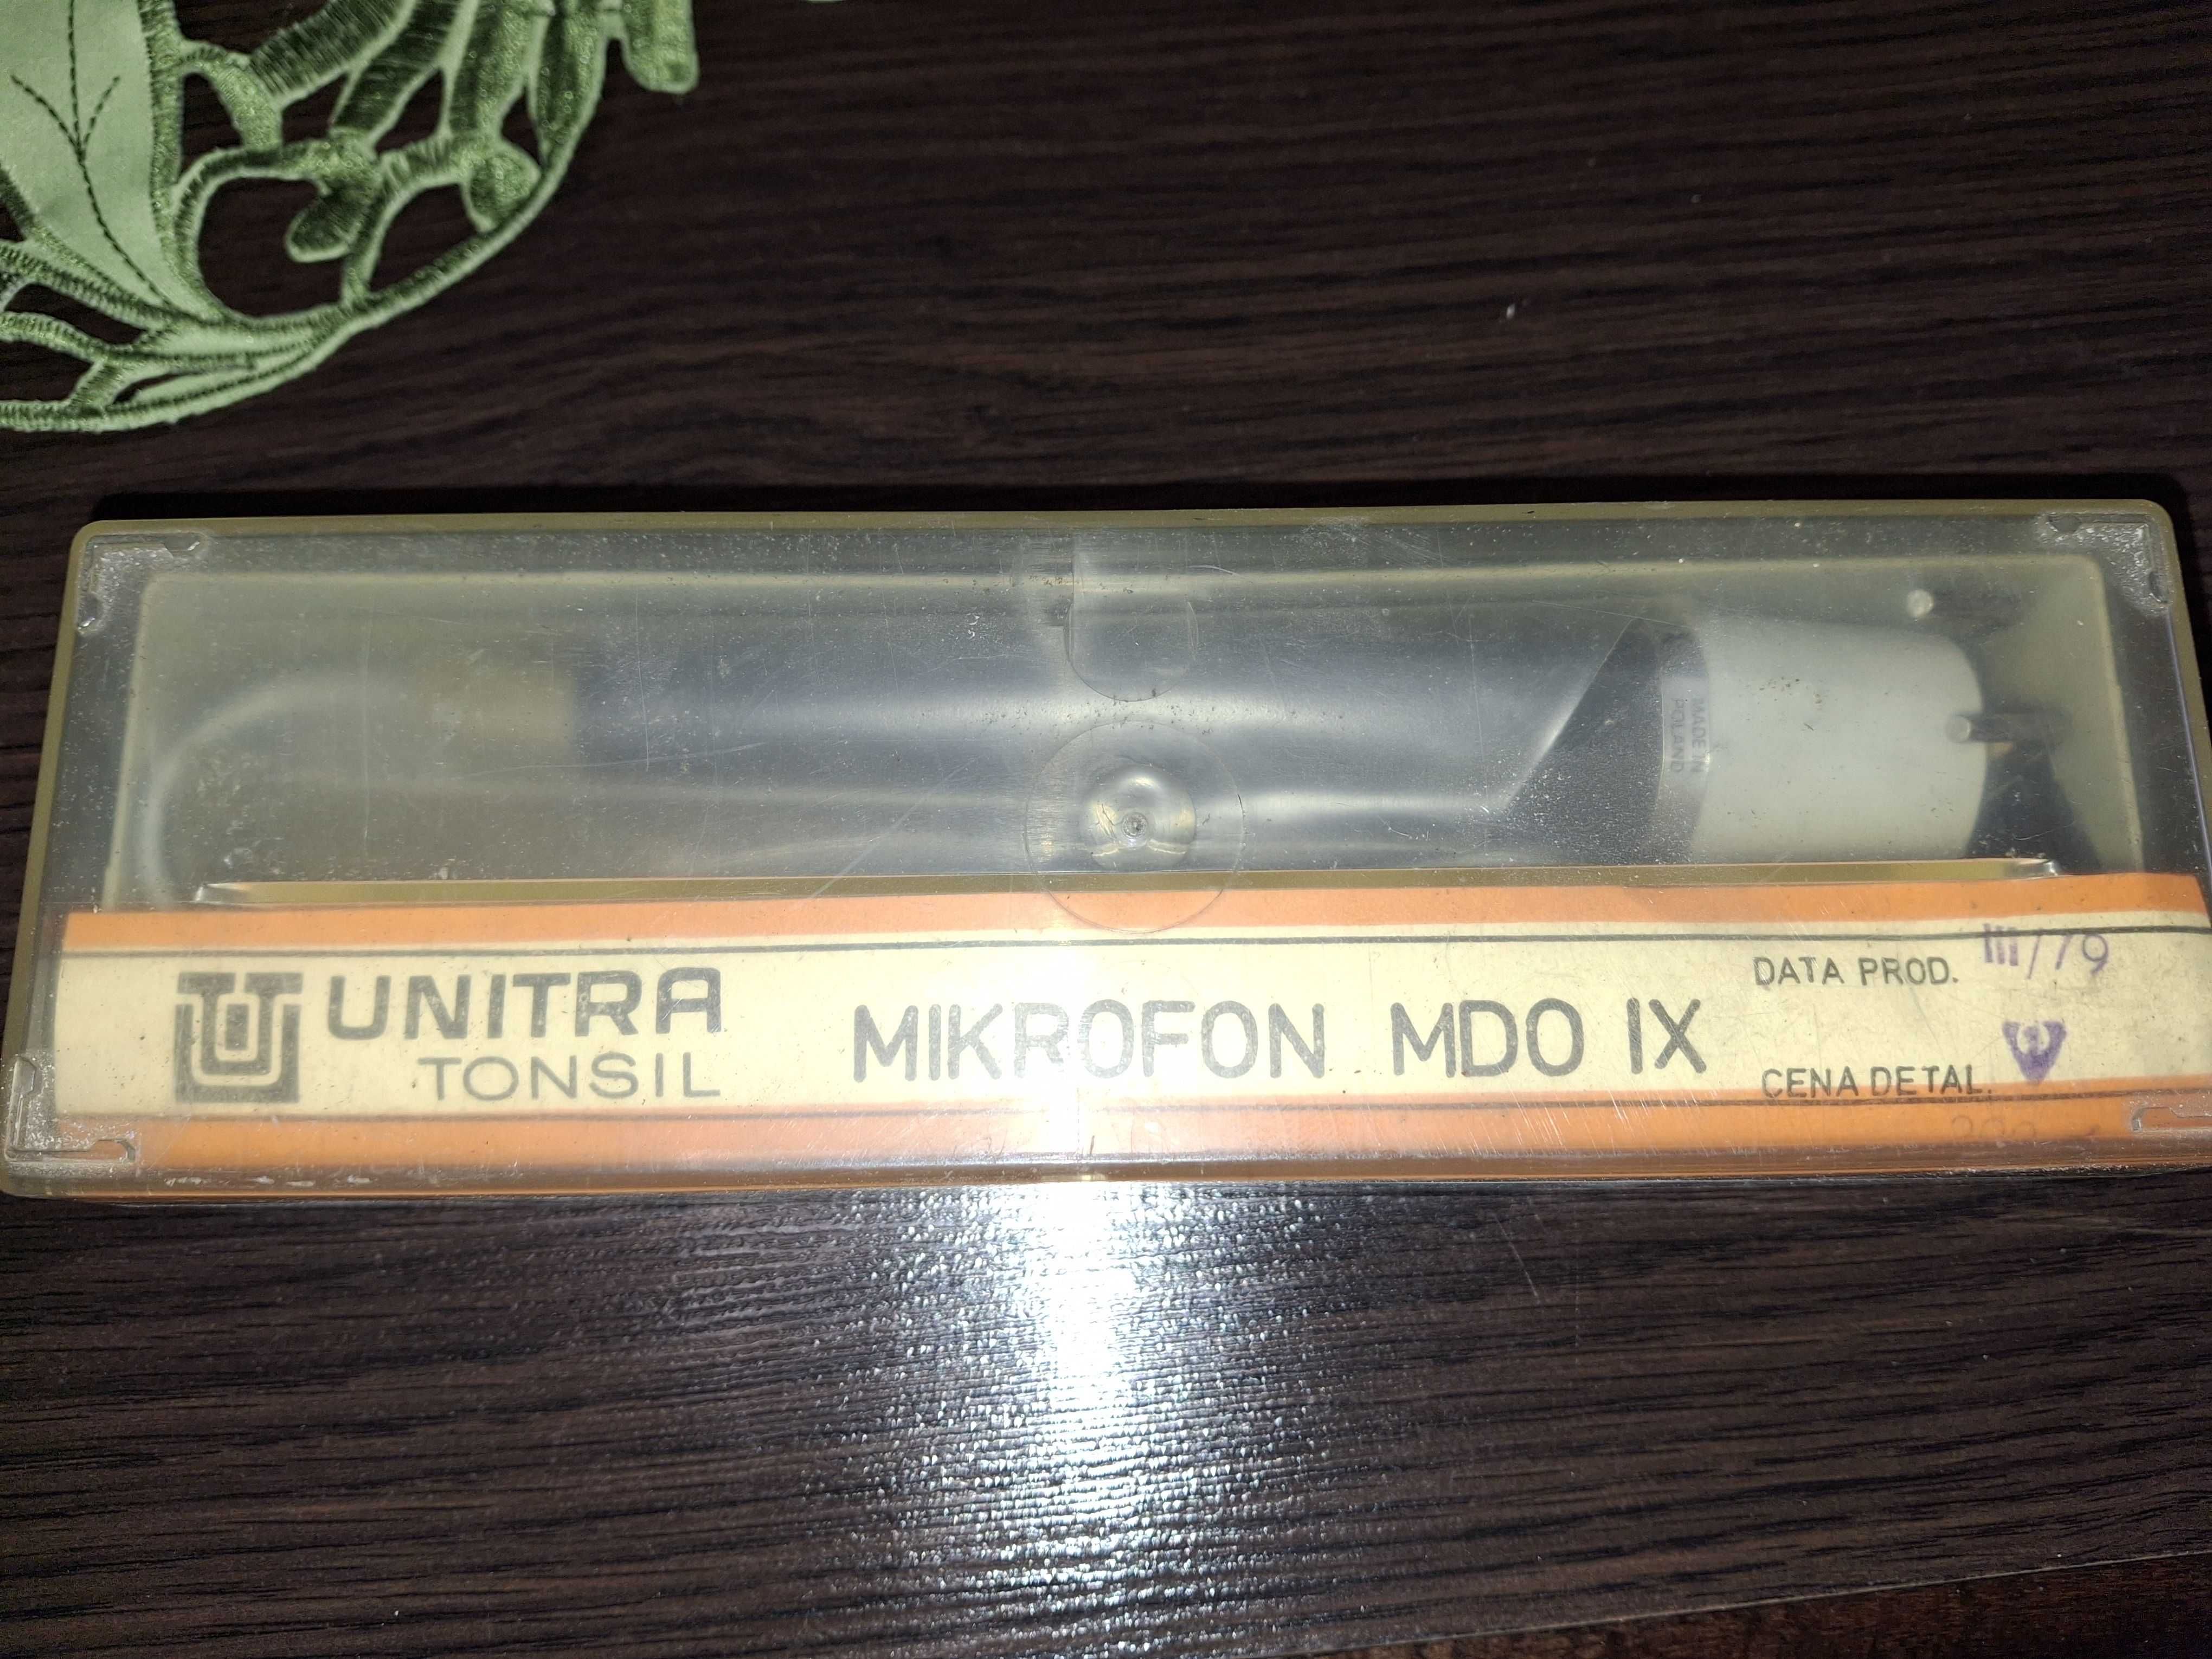 MADE IN
POLAND
UNITRA
TONSIL
MIKROFON MDO IX
DATA PROD. III/79
CENA DETAL.